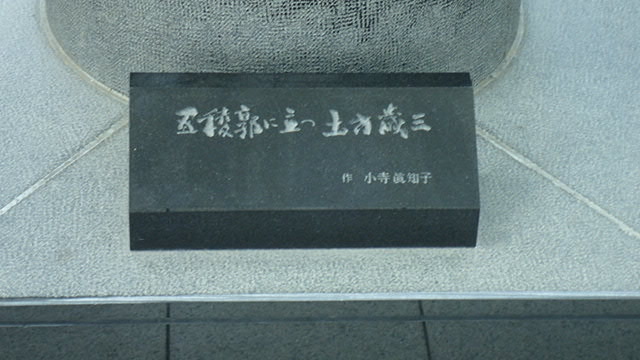 五稜郭に立つ 土方歳三
作 小寺眞知子